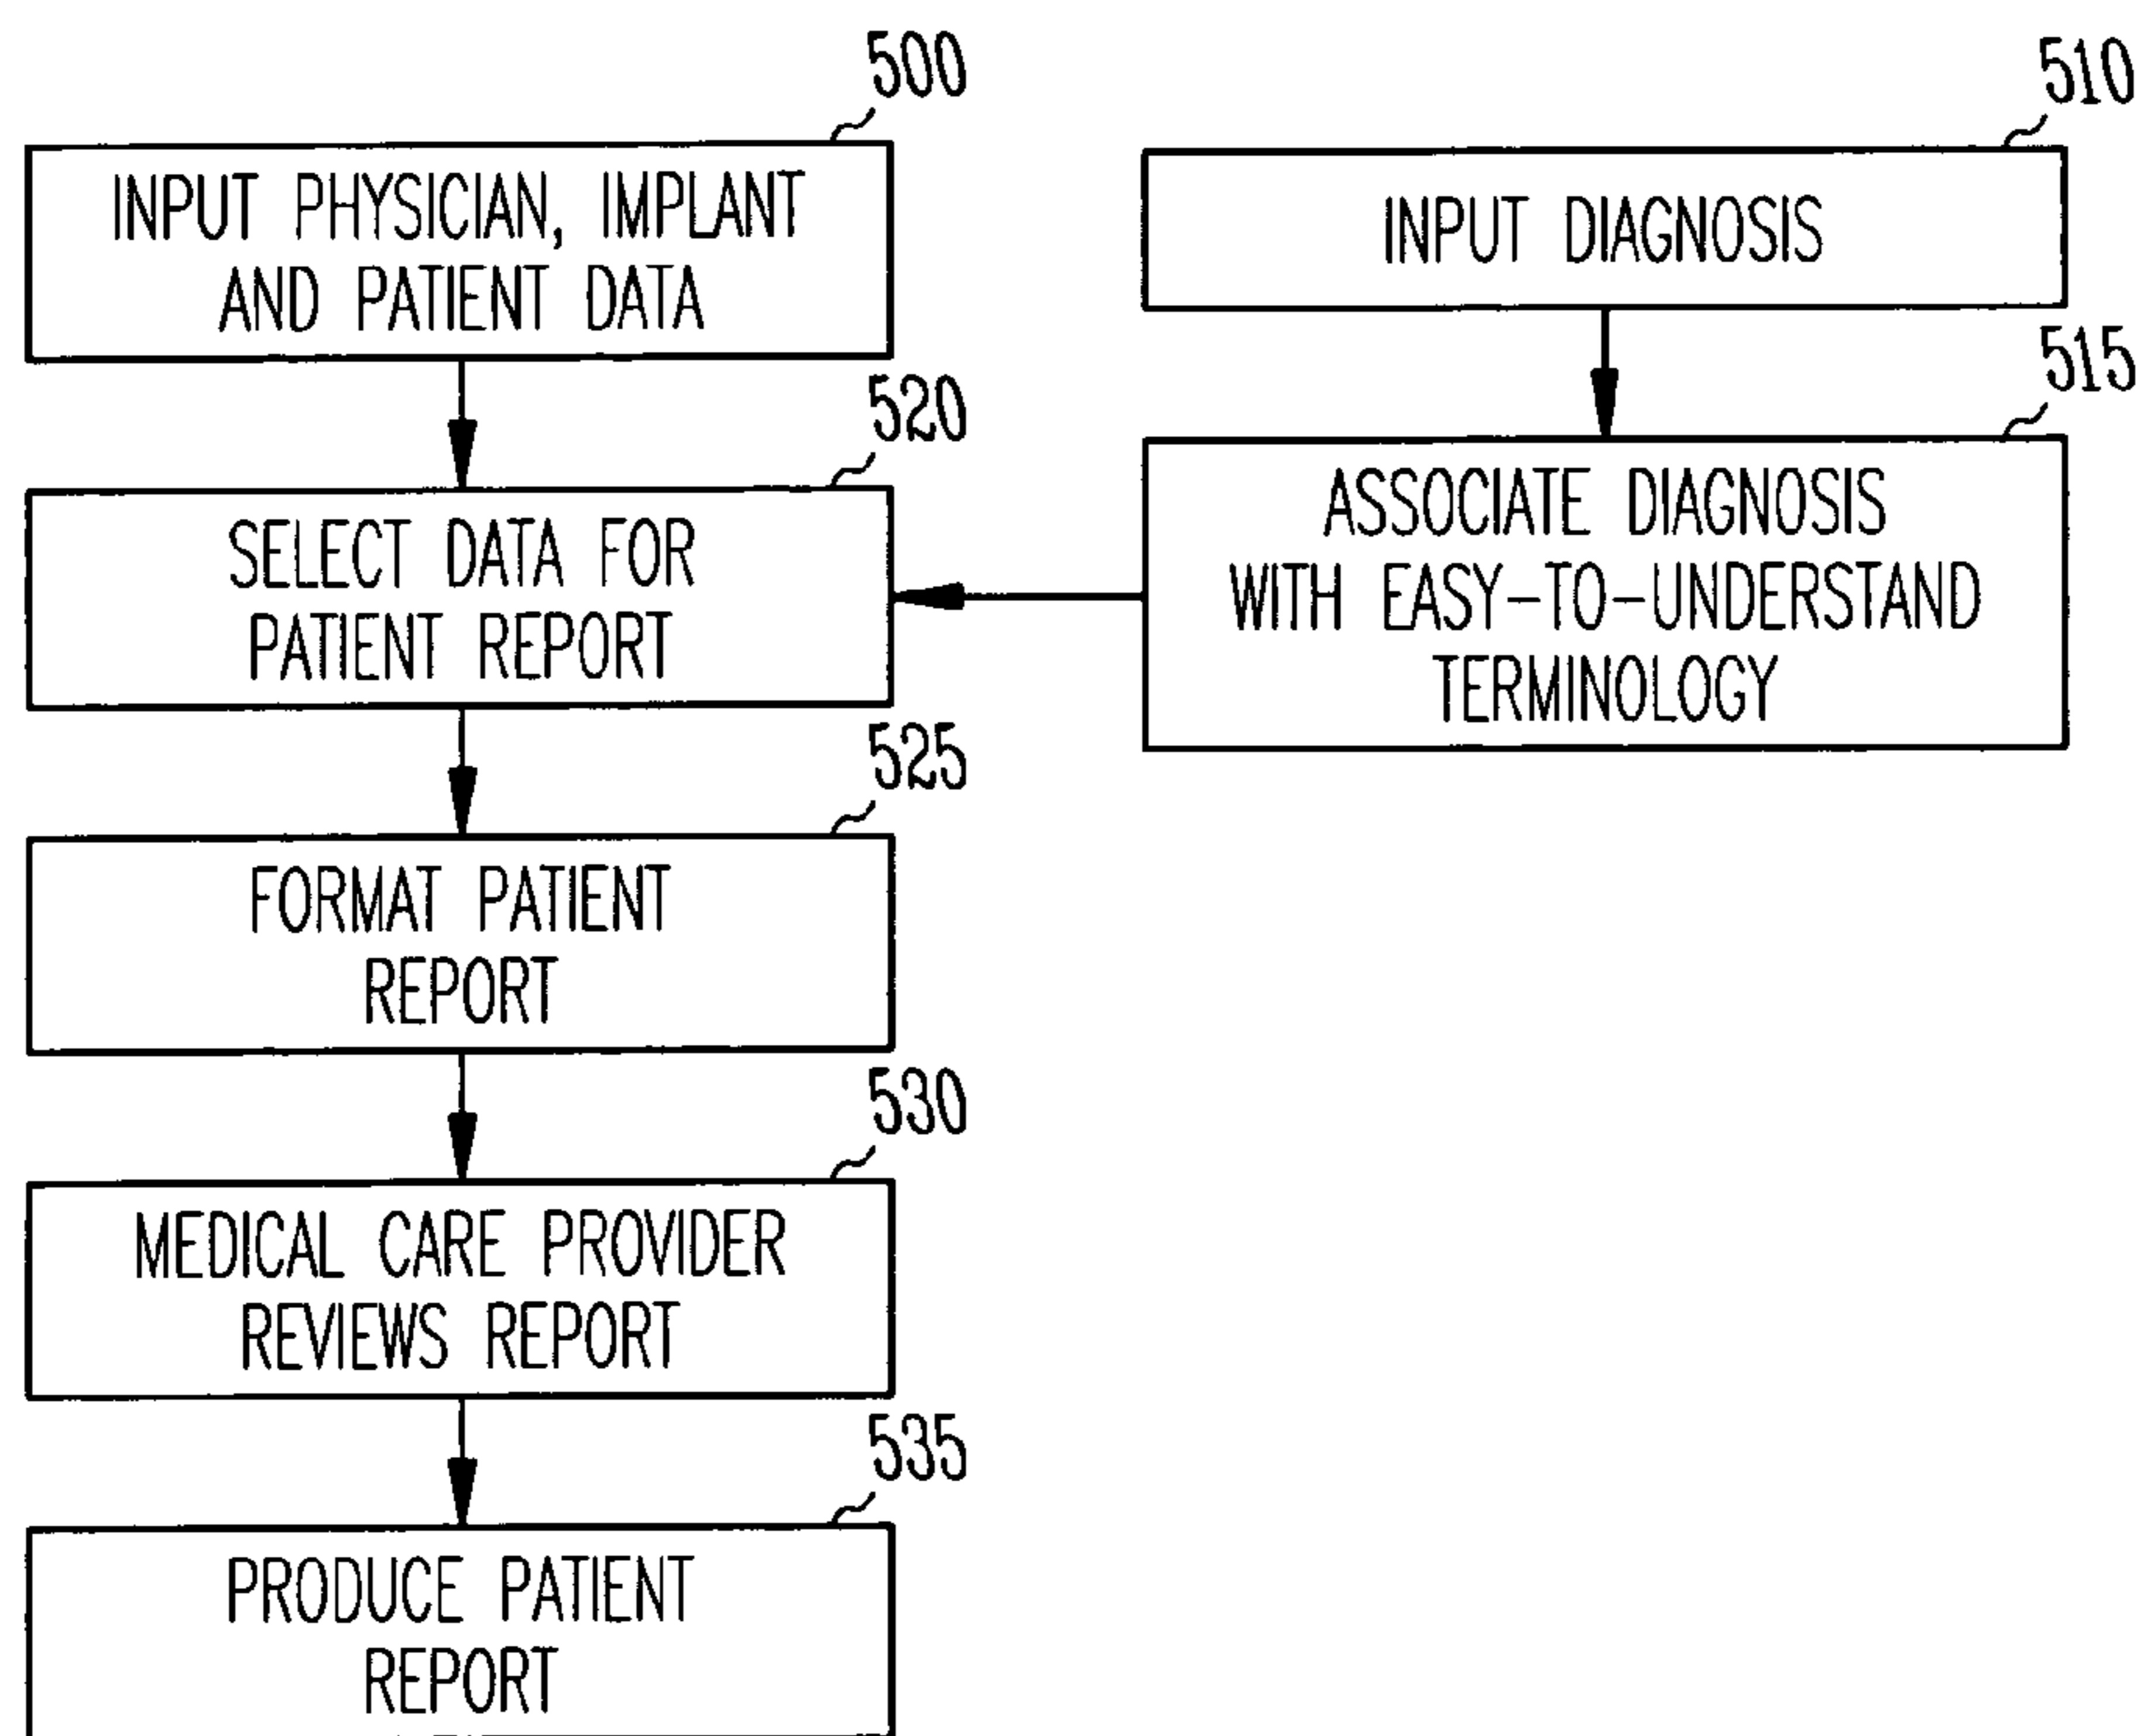 500
INPUT PHYSICIAN, IMPLANT
AND PATIENT DATA
510
INPUT DIAGNOSIS
515
ASSOCIATE DIAGNOSIS
WITH EASY-TO-UNDERSTAND
TERMINOLOGY
520
SELECT DATA FOR
PATIENT REPORT
525
FORMAT PATIENT
REPORT
530
MEDICAL CARE PROVIDER
REVIEWS REPORT
535
PRODUCE PATIENT
REPORT